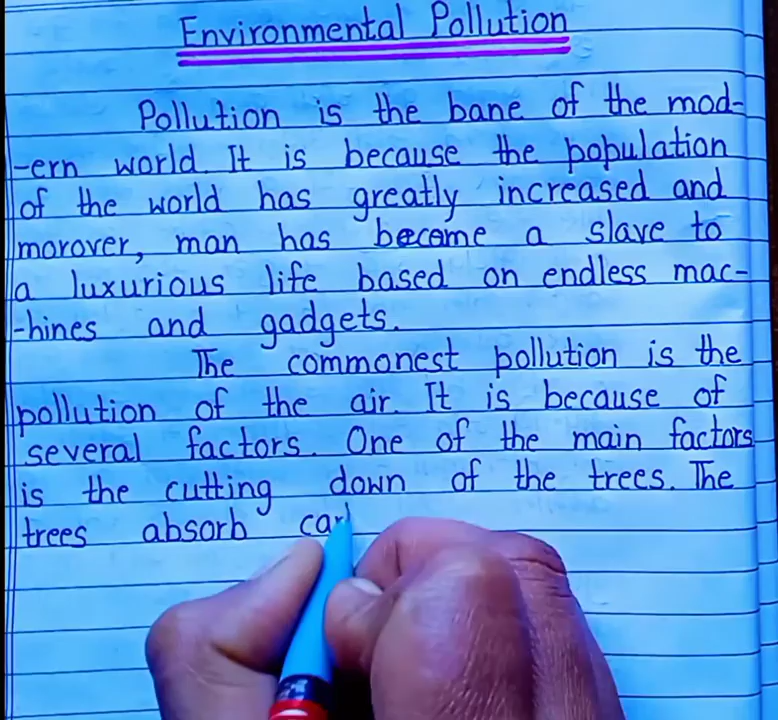 Environmental Pollution
Pollution is the bane of the mod-
-ern world. It is because the population
of the world has greatly increased and
morover, man has become a slave to
a luxurious life based on endless mac-
-hines and gadgets.
The commonest pollution is the
pollution of the air. It is because of
several factors. One of the main factors
is the cutting down of the trees. The
trees absorb car